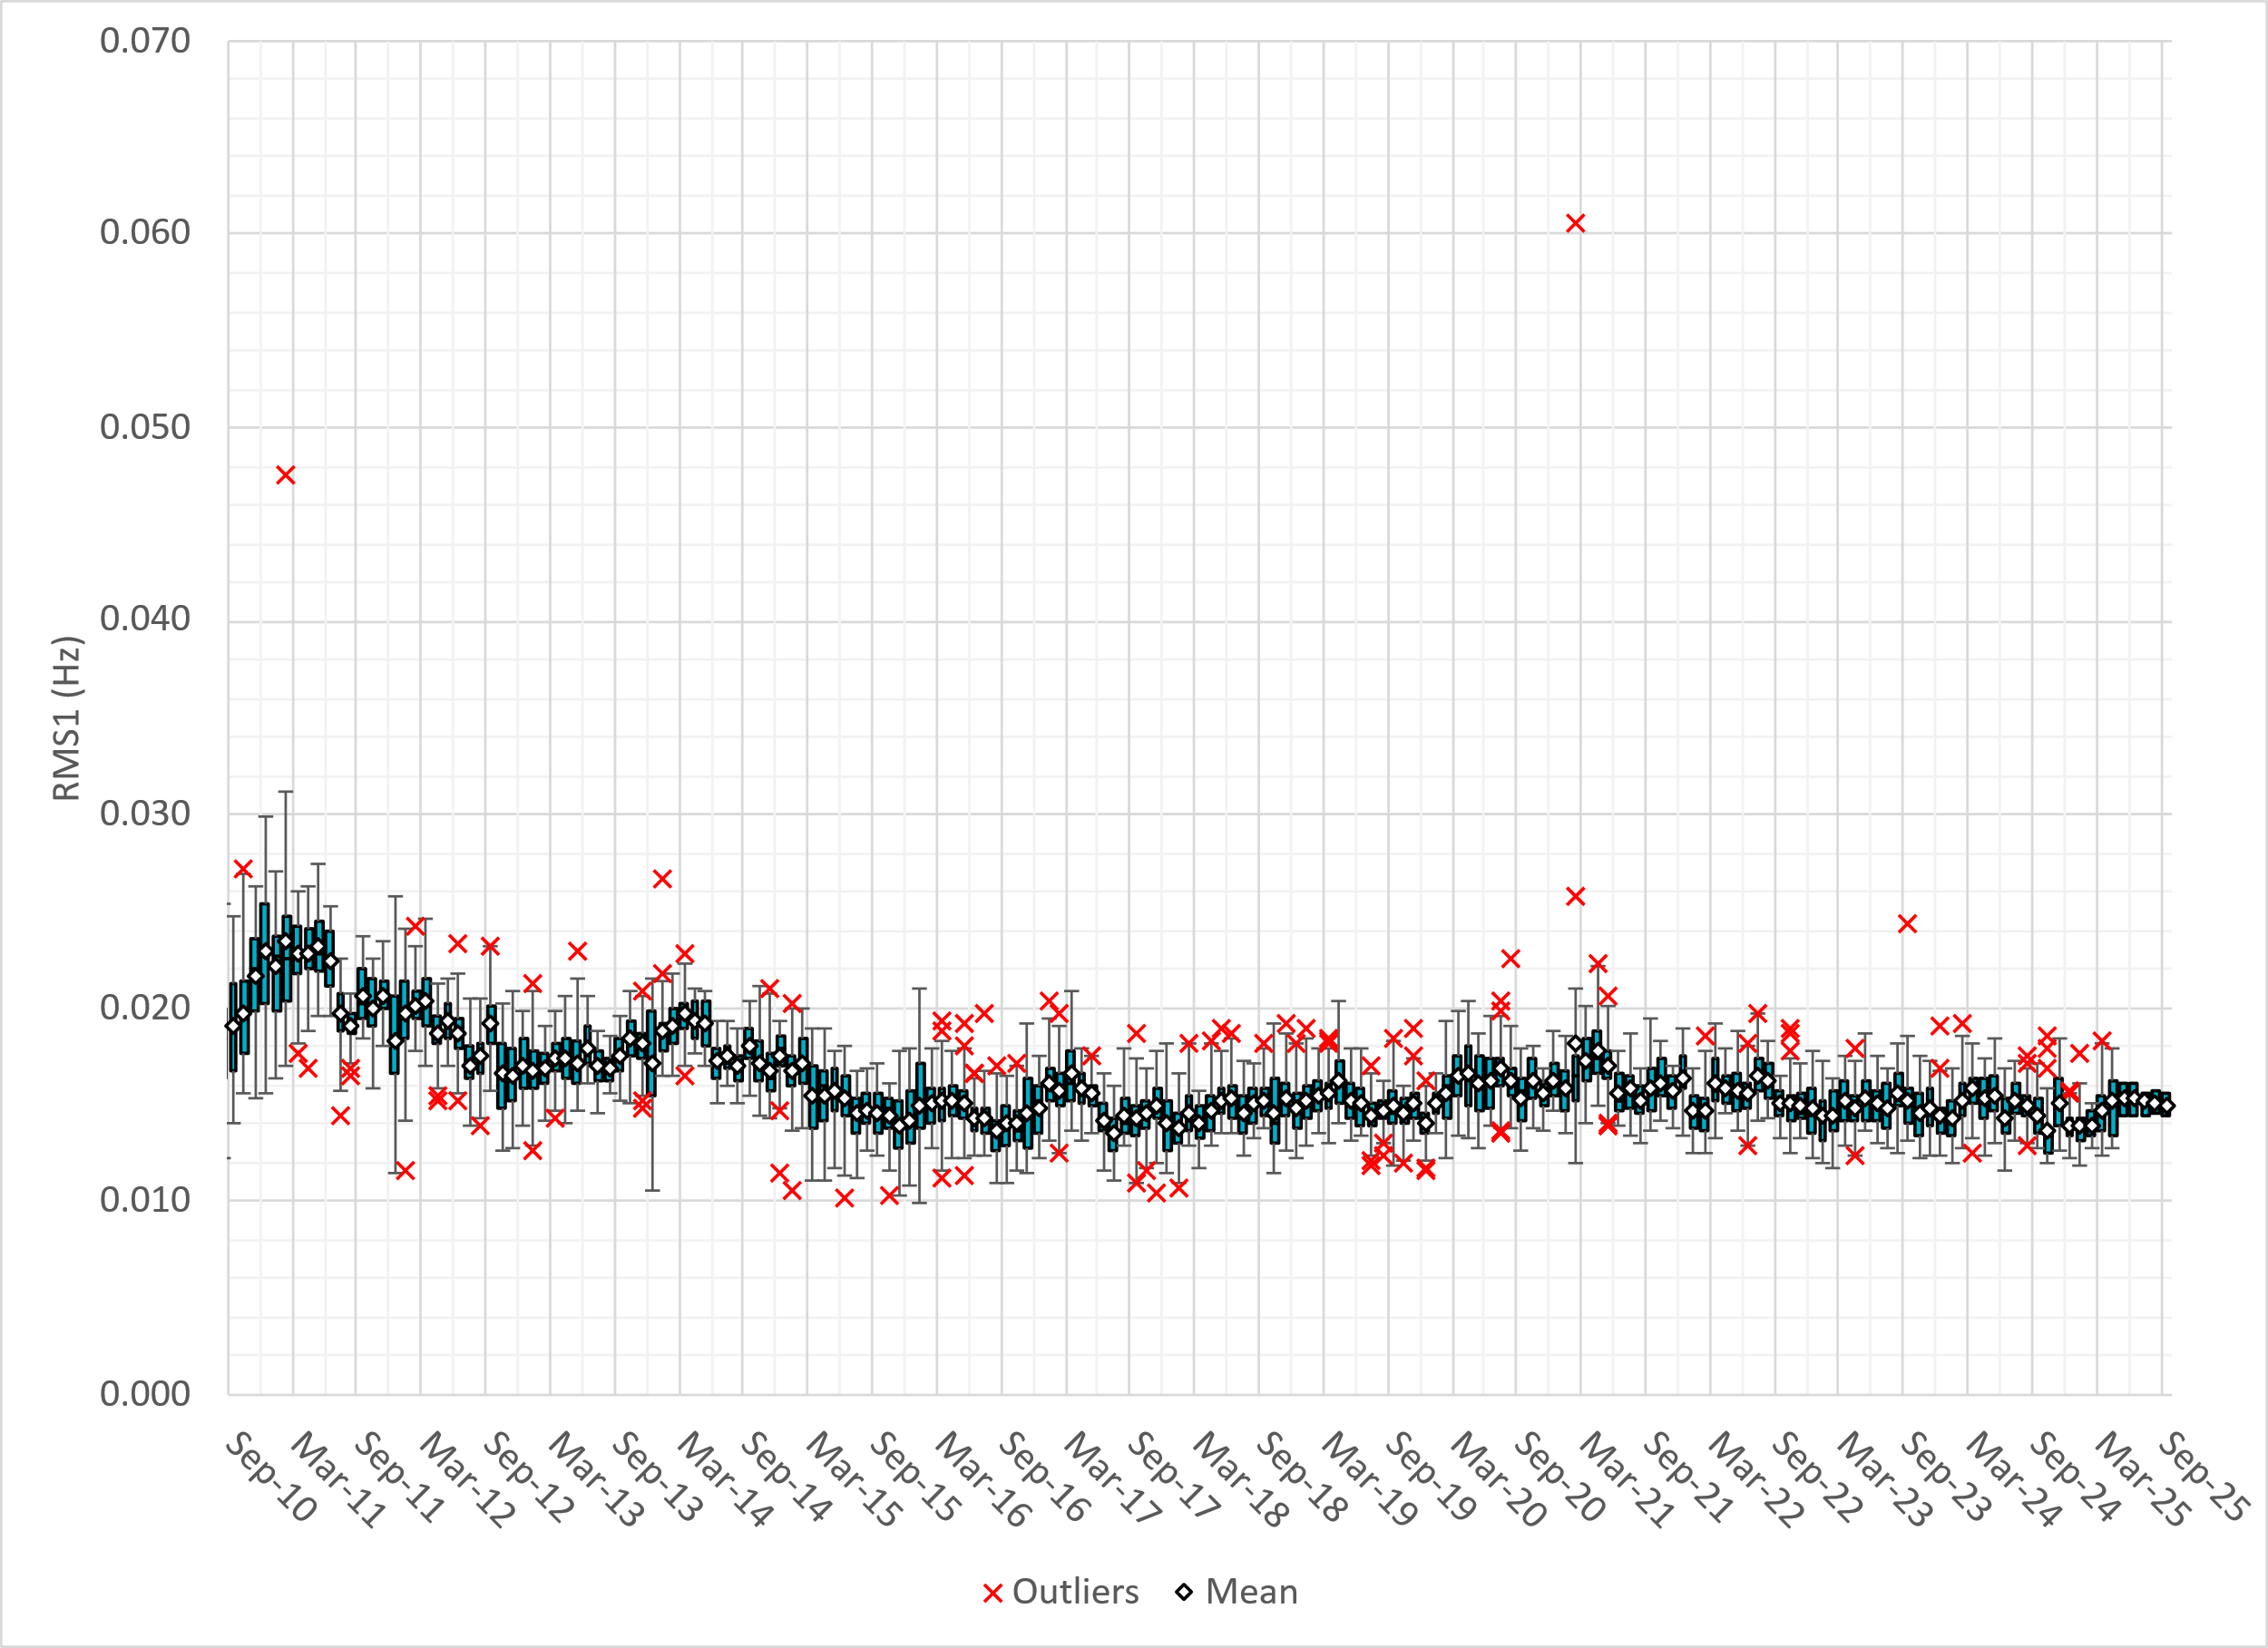 0.070
0.060
0.050
0.040
0.030
0.020
0.010
0.000
RMS1 (Hz)
Sep-10
Mar-11
Sep-11
Mar-12
Sep-12
Mar-13
Sep-13
Mar-14
Sep-14
Mar-15
Sep-15
Mar-16
Sep-16
Mar-17
Sep-17
Mar-18
Sep-18
Mar-19
Sep-19
Mar-20
Sep-20
Mar-21
Sep-21
Mar-22
Sep-22
Mar-23
Sep-23
Mar-24
Sep-24
Mar-25
Sep-25
Outliers Mean